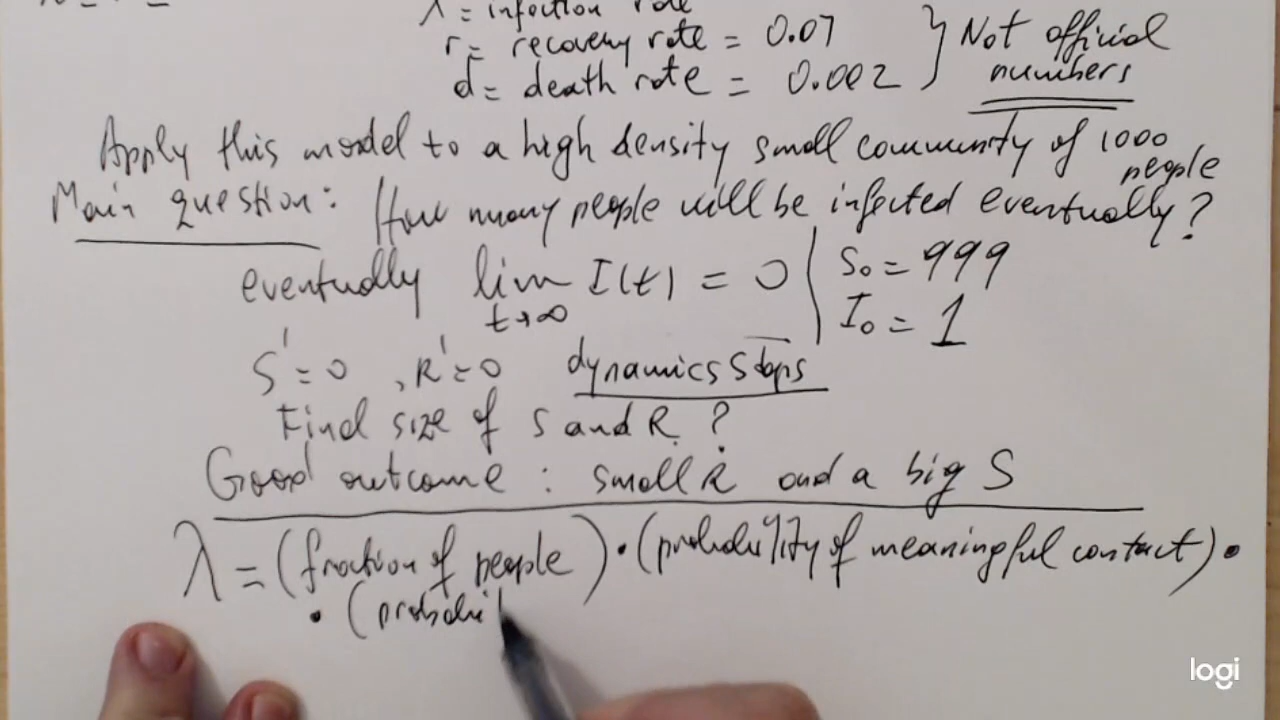 λ = infection rate
r = recovery rate = 0.07
d = death rate = 0.002 } Not official numbers
Apply this model to a high density small community of 1000 people
Main question: How many people will be infected eventually?
eventually lim t→∞ I(t) = 0 | S₀ = 999
I₀ = 1
S' = 0 , R' = 0 dynamics stops
Find size of S and R ?
Good outcome : small R and a big S
λ = (fraction of people) • (probability of meaningful contact) •
• (probabil
logi